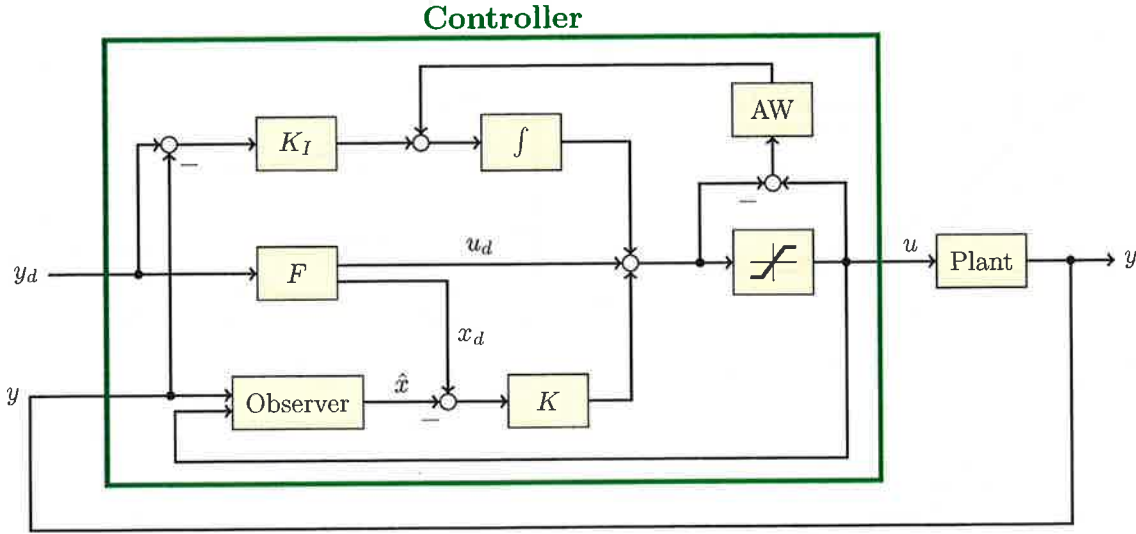 Controller
AW
K_I
∫
−
−
u_d
y_d
F
u
Plant
y
x_d
y
Observer
x̂
−
K